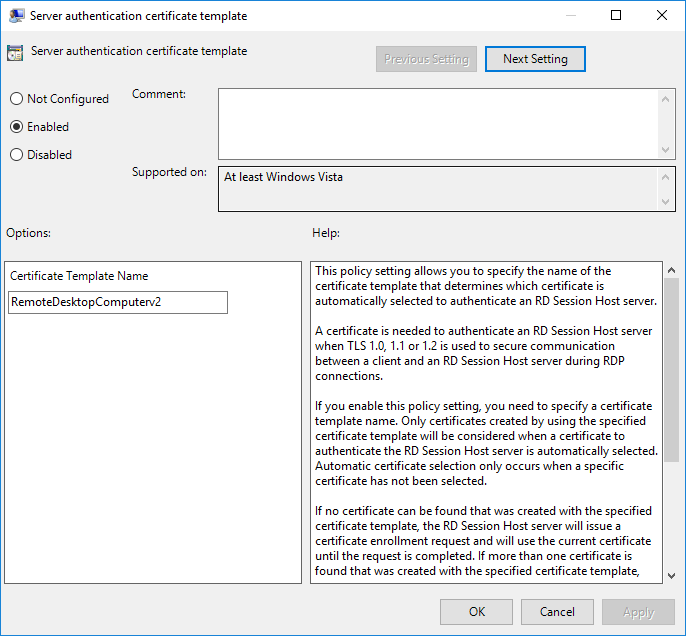 Server authentication certificate template
Server authentication certificate template
Previous Setting
Next Setting
Not Configured
Enabled
Disabled
Comment:
Supported on:
At least Windows Vista
Options:
Help:
Certificate Template Name
RemoteDesktopComputerv2
This policy setting allows you to specify the name of the
certificate template that determines which certificate is
automatically selected to authenticate an RD Session Host server.
A certificate is needed to authenticate an RD Session Host server
when TLS 1.0, 1.1 or 1.2 is used to secure communication
between a client and an RD Session Host server during RDP
connections.
If you enable this policy setting, you need to specify a certificate
template name. Only certificates created by using the specified
certificate template will be considered when a certificate to
authenticate the RD Session Host server is automatically selected.
Automatic certificate selection only occurs when a specific
certificate has not been selected.
If no certificate can be found that was created with the specified
certificate template, the RD Session Host server will issue a
certificate enrollment request and will use the current certificate
until the request is completed. If more than one certificate is
found that was created with the specified certificate template,
OK
Cancel
Apply